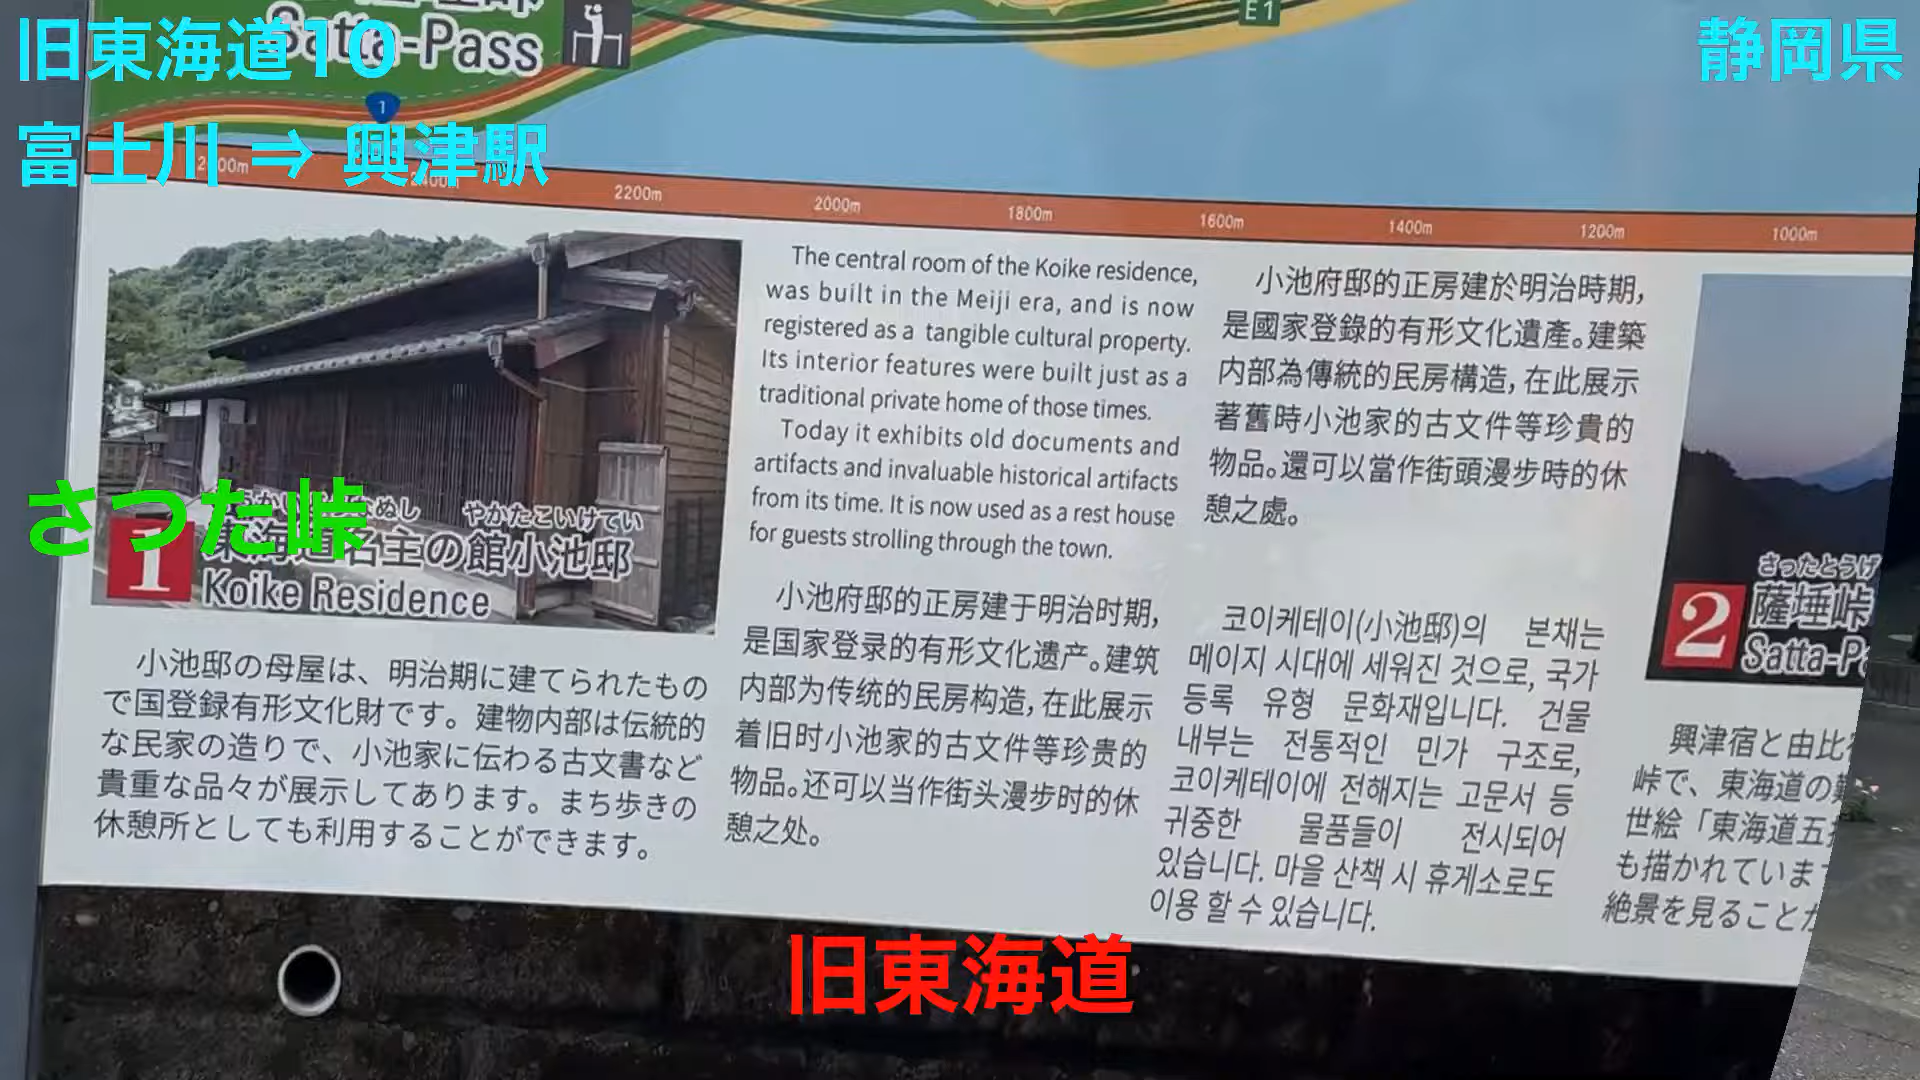 旧東海道10
静岡県
富士川 ⇒ 興津駅
Satta-Pass
E1
1
2400m
2200m
2000m
1800m
1600m
1400m
1200m
1000m
さった峠
1
東海道名主の館小池邸
やかたこいけてい
Koike Residence
小池邸の母屋は、明治期に建てられたもの
で国登録有形文化財です。建物内部は伝統的
な民家の造りで、小池家に伝わる古文書など
貴重な品々が展示してあります。まち歩きの
休憩所としても利用することができます。
The central room of the Koike residence,
was built in the Meiji era, and is now
registered as a tangible cultural property.
Its interior features were built just as a
traditional private home of those times.
Today it exhibits old documents and
artifacts and invaluable historical artifacts
from its time. It is now used as a rest house
for guests strolling through the town.
小池府邸的正房建于明治时期,
是国家登录的有形文化遗产。建筑
内部为传统的民房构造,在此展示
着旧时小池家的古文件等珍贵的
物品。还可以当作街头漫步时的休
憩之处。
小池府邸的正房建於明治時期,
是國家登錄的有形文化遺產。建築
内部為傳統的民房構造,在此展示
著舊時小池家的古文件等珍貴的
物品。還可以當作街頭漫步時的休
憩之處。
코이케테이(小池邸)의 본채는
메이지 시대에 세워진 것으로, 국가
등록 유형 문화재입니다. 건물
내부는 전통적인 민가 구조로,
코이케테이에 전해지는 고문서 등
귀중한 물품들이 전시되어
있습니다. 마을 산책 시 휴게소로도
이용 할 수 있습니다.
2
さったとうげ
薩埵峠
Satta-P
興津宿と由比
峠で、東海道の
世絵「東海道五
も描かれていま
絶景を見ること
旧東海道